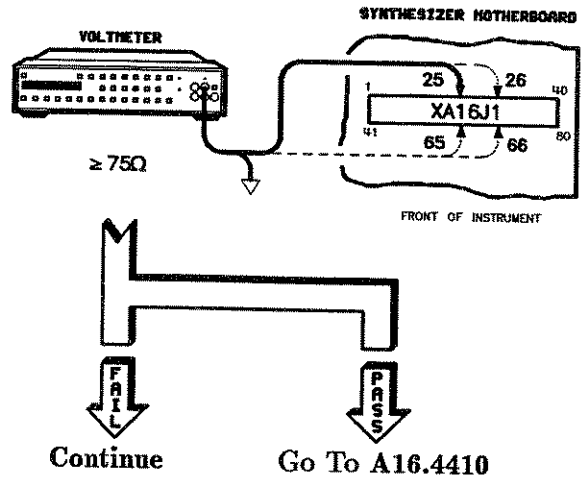 SYNTHESIZER MOTHERBOARD
VOLTMETER
25 26
1 40
XA16J1
41 80
65 66
≥ 75Ω
FRONT OF INSTRUMENT
FAIL
PASS
Continue
Go To A16.4410